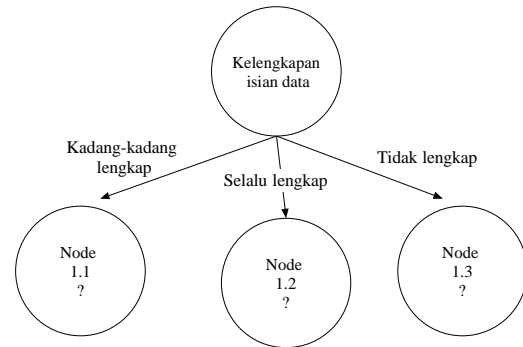 Kelengkapan
isian data
Kadang-kadang
lengkap
Selalu lengkap
Tidak lengkap
Node
1.1
?
Node
1.2
?
Node
1.3
?